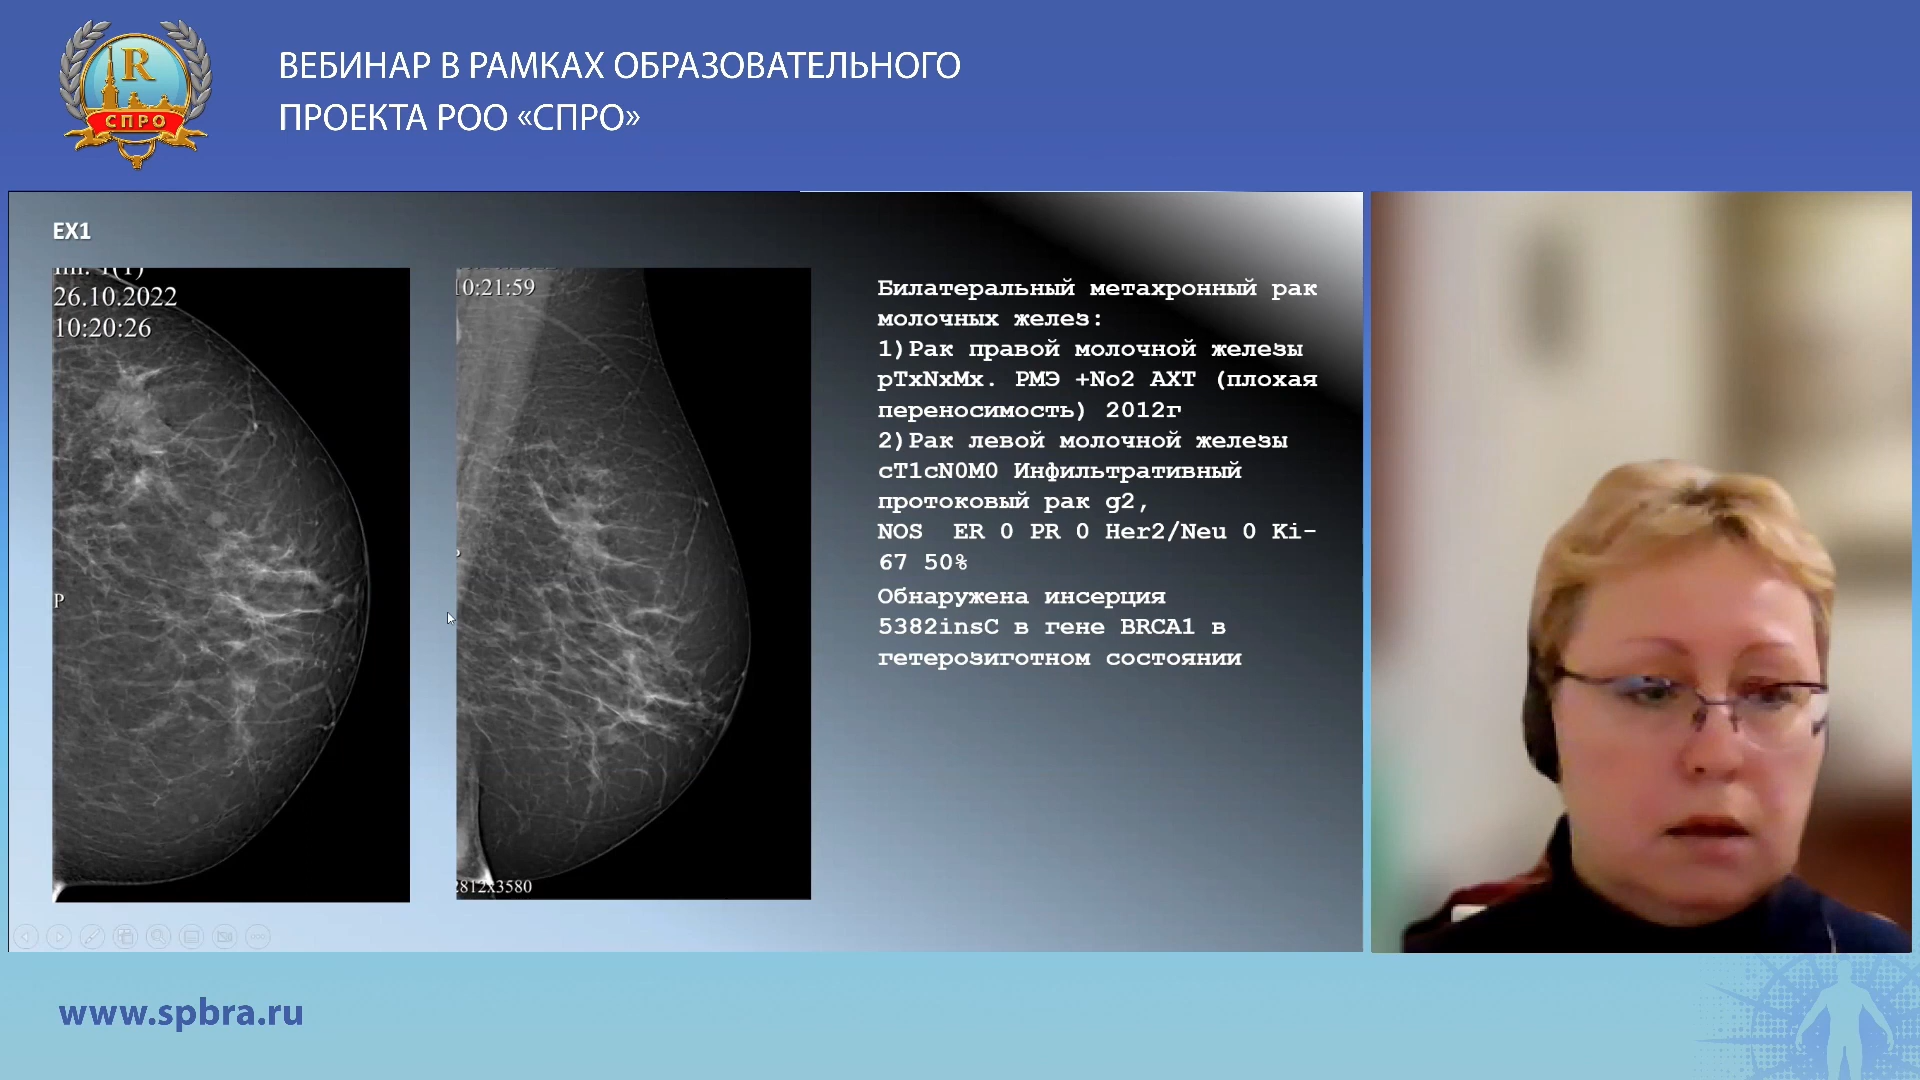 R
СПРО
ВЕБИНАР В РАМКАХ ОБРАЗОВАТЕЛЬНОГО
ПРОЕКТА РОО «СПРО»
EX1
26.10.2022
10:20:26
P
10:21:59
2812x3580
Билатеральный метахронный рак
молочных желез:
1)Рак правой молочной железы
pTxNxMx. РМЭ +No2 АХТ (плохая
переносимость) 2012г
2)Рак левой молочной железы
cT1cN0M0 Инфильтративный
протоковый рак g2,
NOS  ER 0 PR 0 Her2/Neu 0 Ki-
67 50%
Обнаружена инсерция
5382insC в гене BRCA1 в
гетерозиготном состоянии
www.spbra.ru